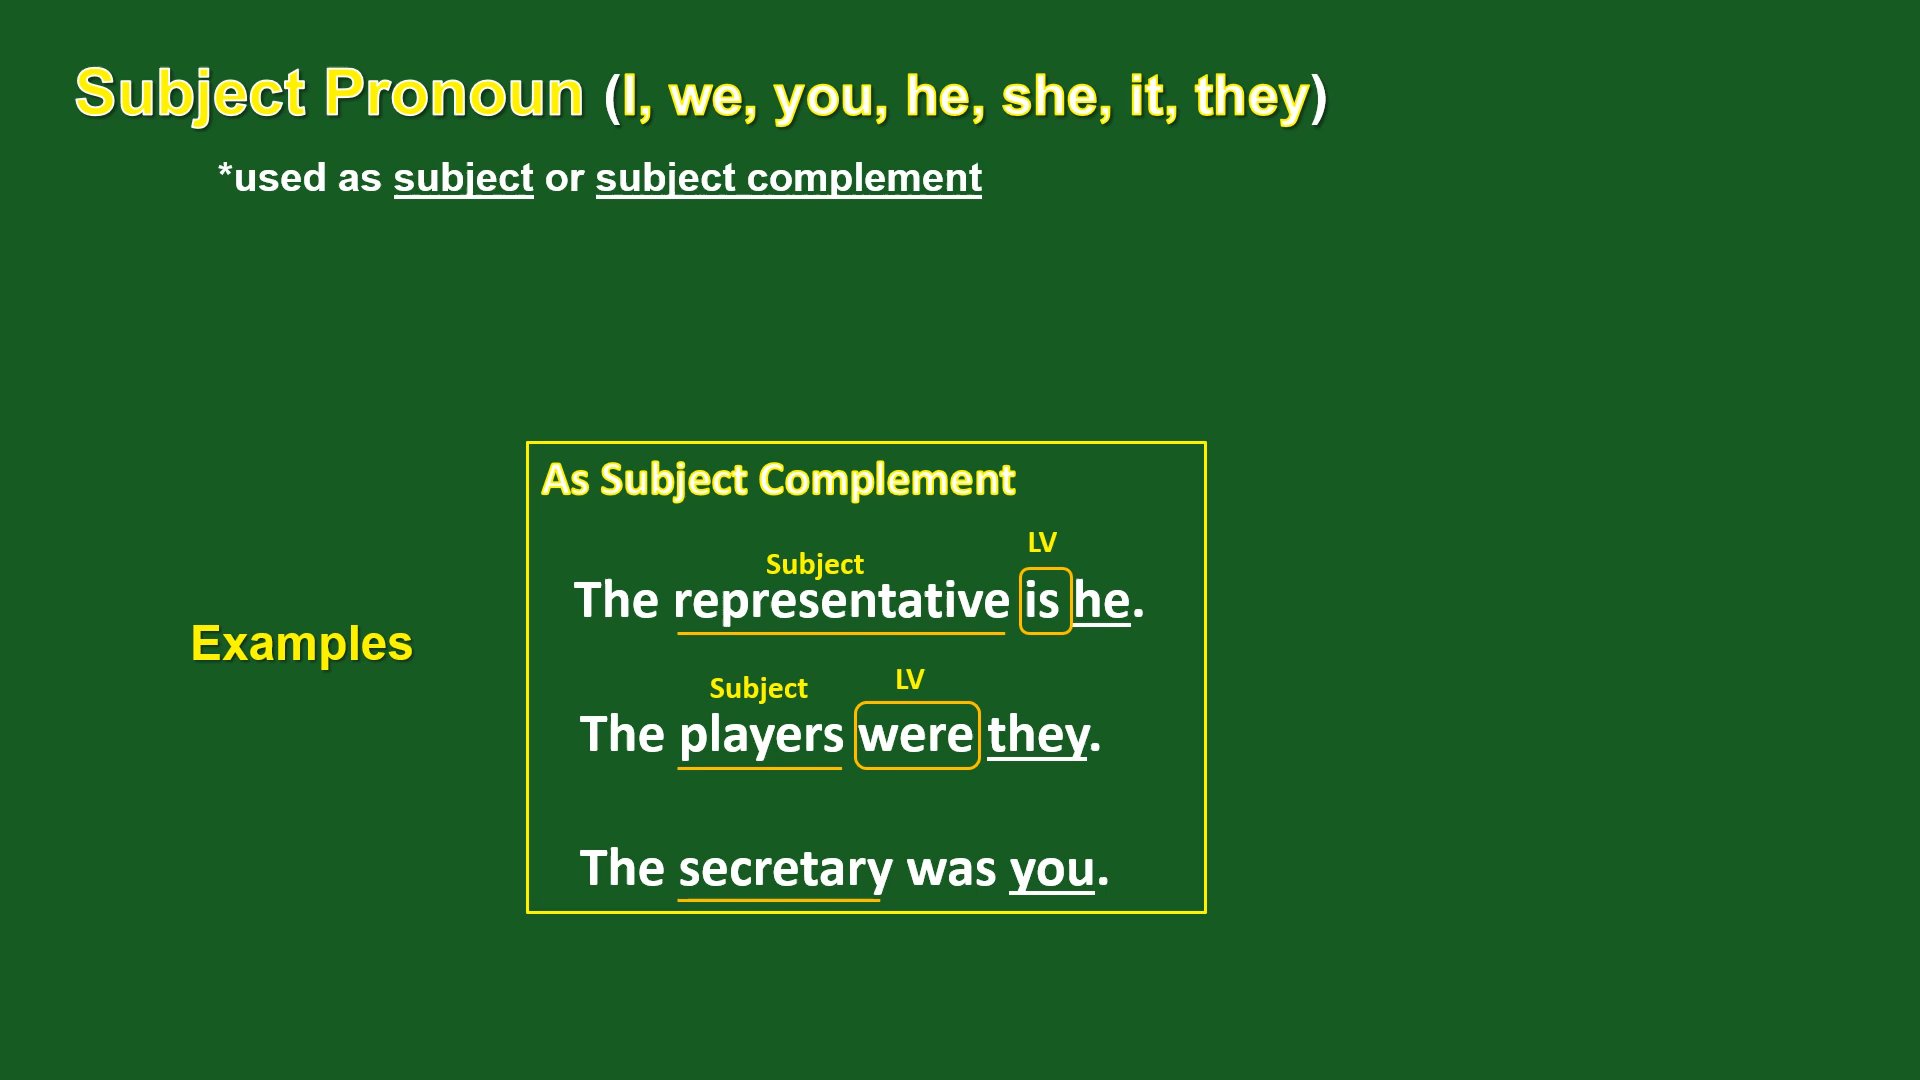 Subject Pronoun (I, we, you, he, she, it, they)
*used as subject or subject complement
Examples
As Subject Complement
Subject LV
The representative is he.
Subject LV
The players were they.
The secretary was you.